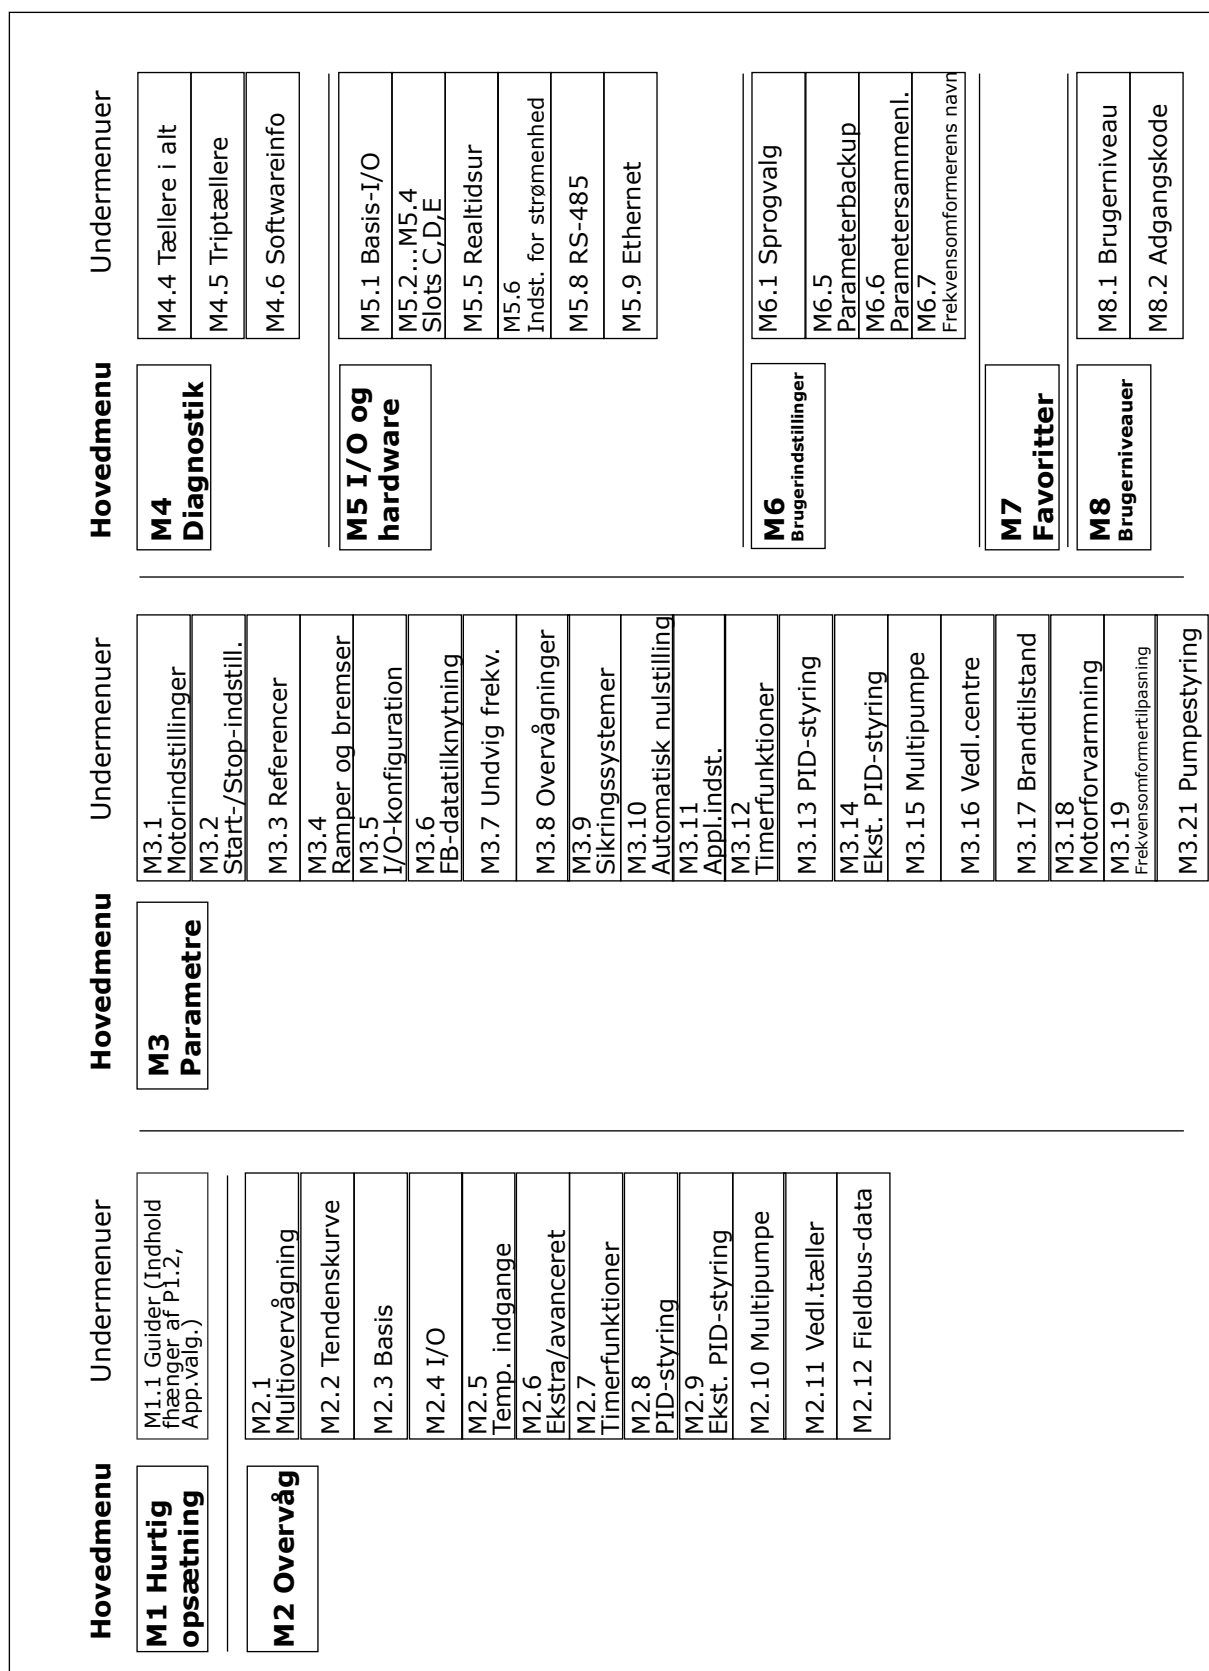 Hovedmenu
Undermenuer
M1 Hurtig
opsætning
M1.1 Guider (Indhold
fhænger af P1.2,
App.valg.)
M2 Overvåg
M2.1
Multiovervågning
M2.2 Tendenskurve
M2.3 Basis
M2.4 I/O
M2.5
Temp. indgange
M2.6
Ekstra/avanceret
M2.7
Timerfunktioner
M2.8
PID-styring
M2.9
Ekst. PID-styring
M2.10 Multipumpe
M2.11 Vedl.tæller
M2.12 Fieldbus-data
Hovedmenu
Undermenuer
M3
Parametre
M3.1
Motorindstillinger
M3.2
Start-/Stop-indstill.
M3.3 Referencer
M3.4
Ramper og bremser
M3.5
I/O-konfiguration
M3.6
FB-datatilknytning
M3.7 Undvig frekv.
M3.8 Overvågninger
M3.9
Sikringssystemer
M3.10
Automatisk nulstilling
M3.11
Appl.indst.
M3.12
Timerfunktioner
M3.13 PID-styring
M3.14
Ekst. PID-styring
M3.15 Multipumpe
M3.16 Vedl.centre
M3.17 Brandtilstand
M3.18
Motorforvarmning
M3.19
Frekvensomformertilpasning
M3.21 Pumpestyring
Hovedmenu
Undermenuer
M4
Diagnostik
M4.4 Tællere i alt
M4.5 Triptællere
M4.6 Softwareinfo
M5 I/O og
hardware
M5.1 Basis-I/O
M5.2...M5.4
Slots C,D,E
M5.5 Realtidsur
M5.6
Indst. for strømenhed
M5.8 RS-485
M5.9 Ethernet
M6
Brugerindstillinger
M6.1 Sprogvalg
M6.5
Parameterbackup
M6.6
Parametersammenl.
M6.7
Frekvensomformerens navn
M7
Favoritter
M8
Brugerniveauer
M8.1 Brugerniveau
M8.2 Adgangskode